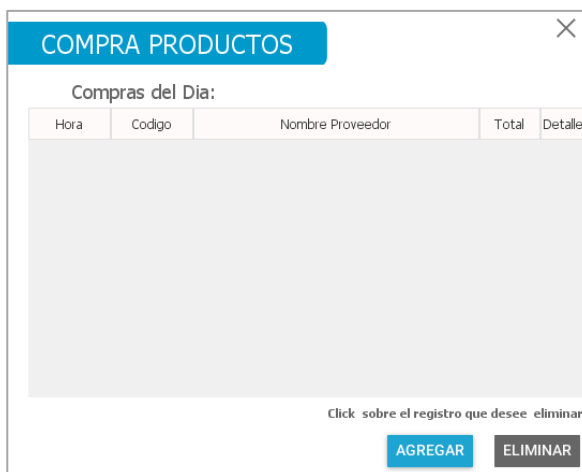 COMPRA PRODUCTOS
Compras del Dia:
Hora Codigo Nombre Proveedor Total Detalle
Click sobre el registro que desee eliminar
AGREGAR ELIMINAR